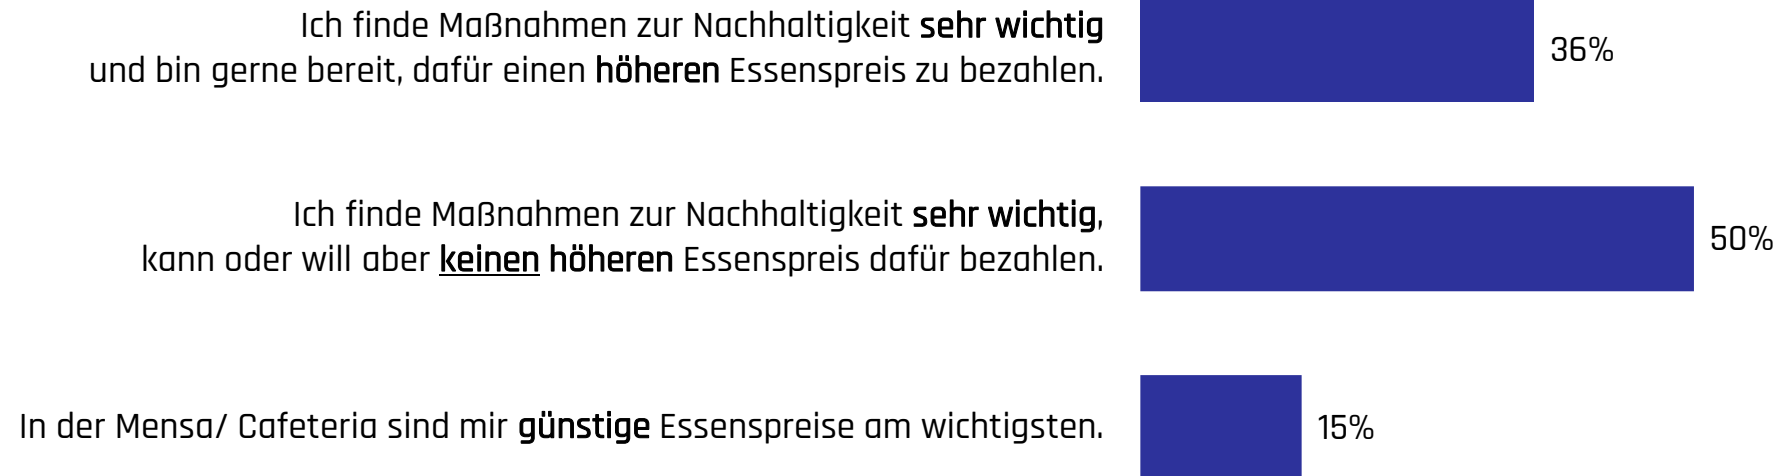 Ich finde Maßnahmen zur Nachhaltigkeit sehr wichtig
und bin gerne bereit, dafür einen höheren Essenspreis zu bezahlen.
36%
Ich finde Maßnahmen zur Nachhaltigkeit sehr wichtig,
kann oder will aber keinen höheren Essenspreis dafür bezahlen.
50%
In der Mensa/ Cafeteria sind mir günstige Essenspreise am wichtigsten.
15%